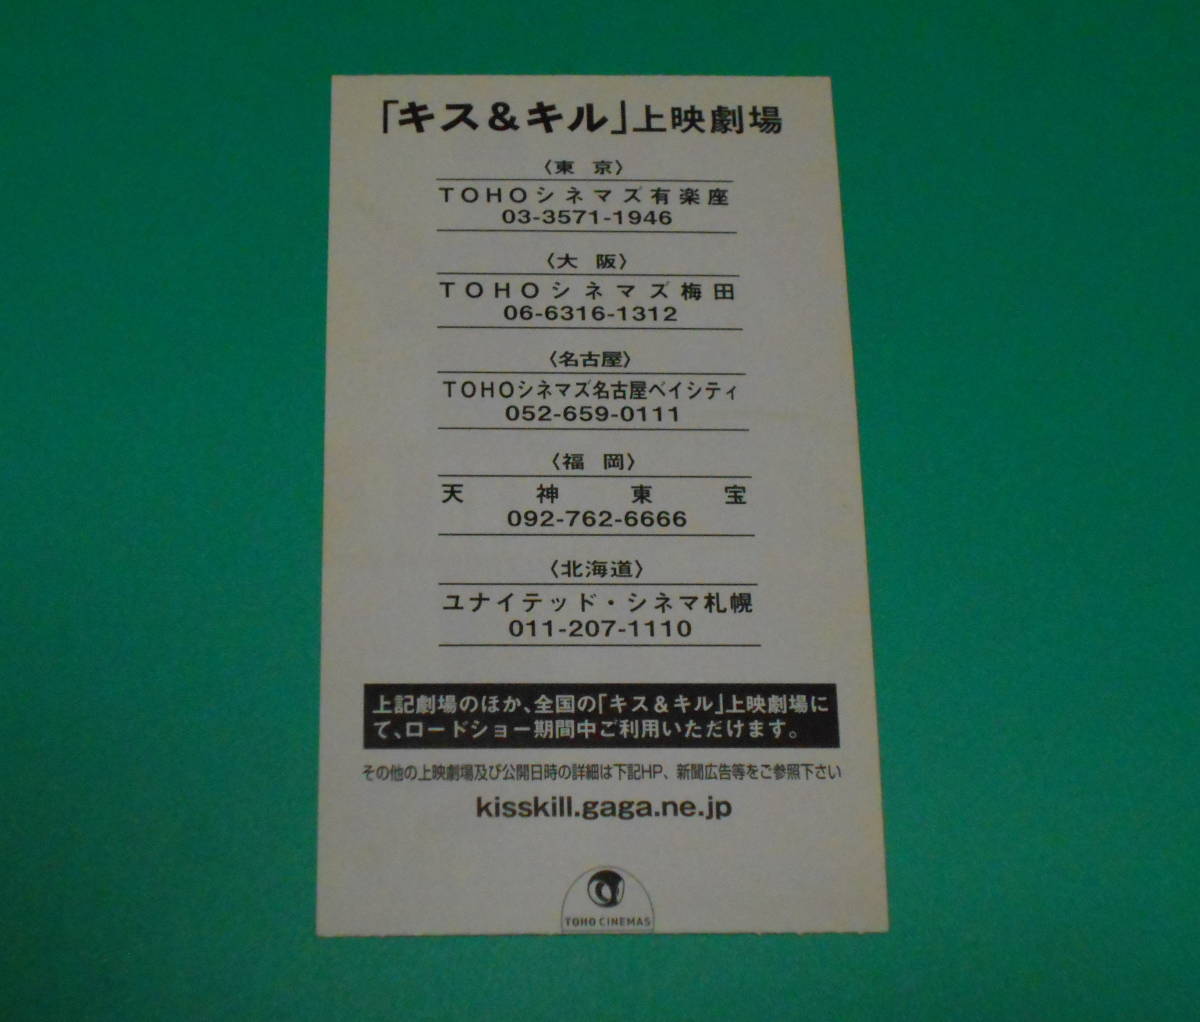 「キス&キル」上映劇場
〈東 京〉
TOHOシネマズ有楽座
03-3571-1946
〈大 阪〉
TOHOシネマズ梅田
06-6316-1312
〈名古屋〉
TOHOシネマズ名古屋ベイシティ
052-659-0111
〈福 岡〉
天神東宝
092-762-6666
〈北海道〉
ユナイテッド・シネマ札幌
011-207-1110
上記劇場のほか、全国の「キス&キル」上映劇場に
て、ロードショー期間中ご利用いただけます。
その他の上映劇場及び公開日時の詳細は下記HP、新聞広告等をご参照下さい
kisskill.gaga.ne.jp
TOHO CINEMAS